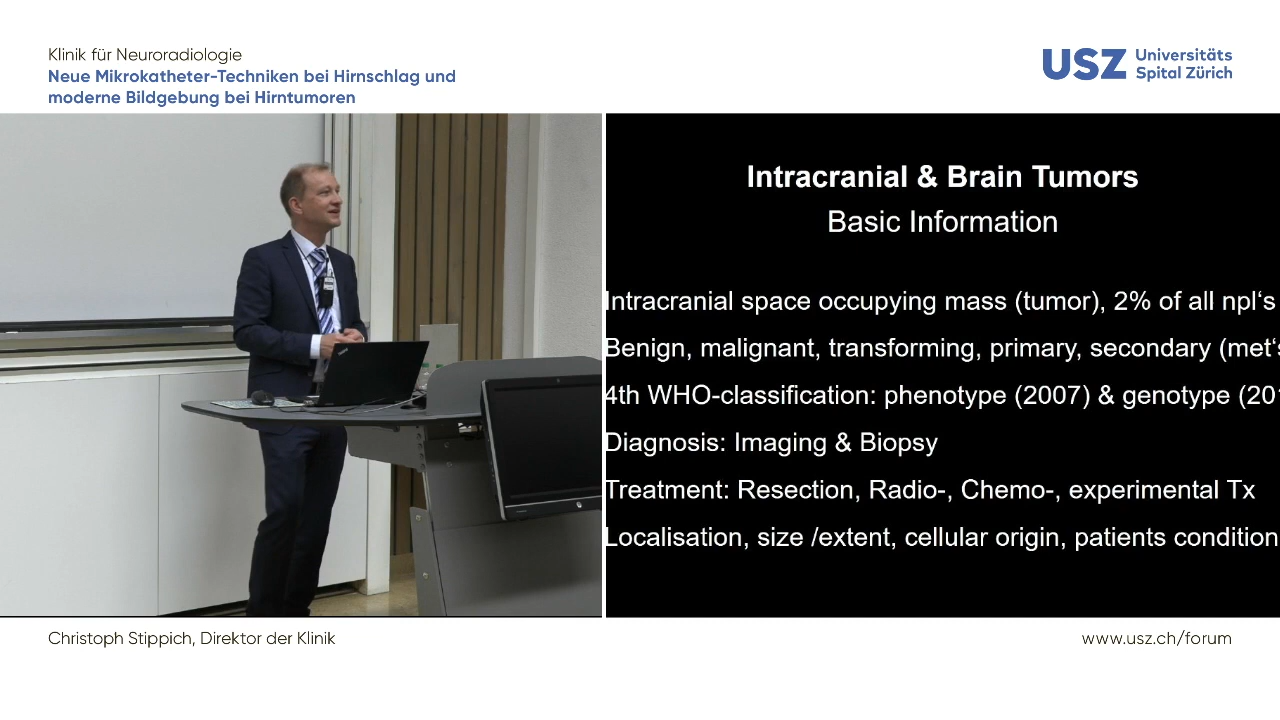 Klinik für Neuroradiologie
Neue Mikrokatheter-Techniken bei Hirnschlag und
moderne Bildgebung bei Hirntumoren
USZ Universitäts
Spital Zürich
Intracranial & Brain Tumors
Basic Information
Intracranial space occupying mass (tumor), 2% of all npl‘s
Benign, malignant, transforming, primary, secondary (met‘s
4th WHO-classification: phenotype (2007) & genotype (201
Diagnosis: Imaging & Biopsy
Treatment: Resection, Radio-, Chemo-, experimental Tx
Localisation, size /extent, cellular origin, patients condition
Christoph Stippich, Direktor der Klinik
www.usz.ch/forum